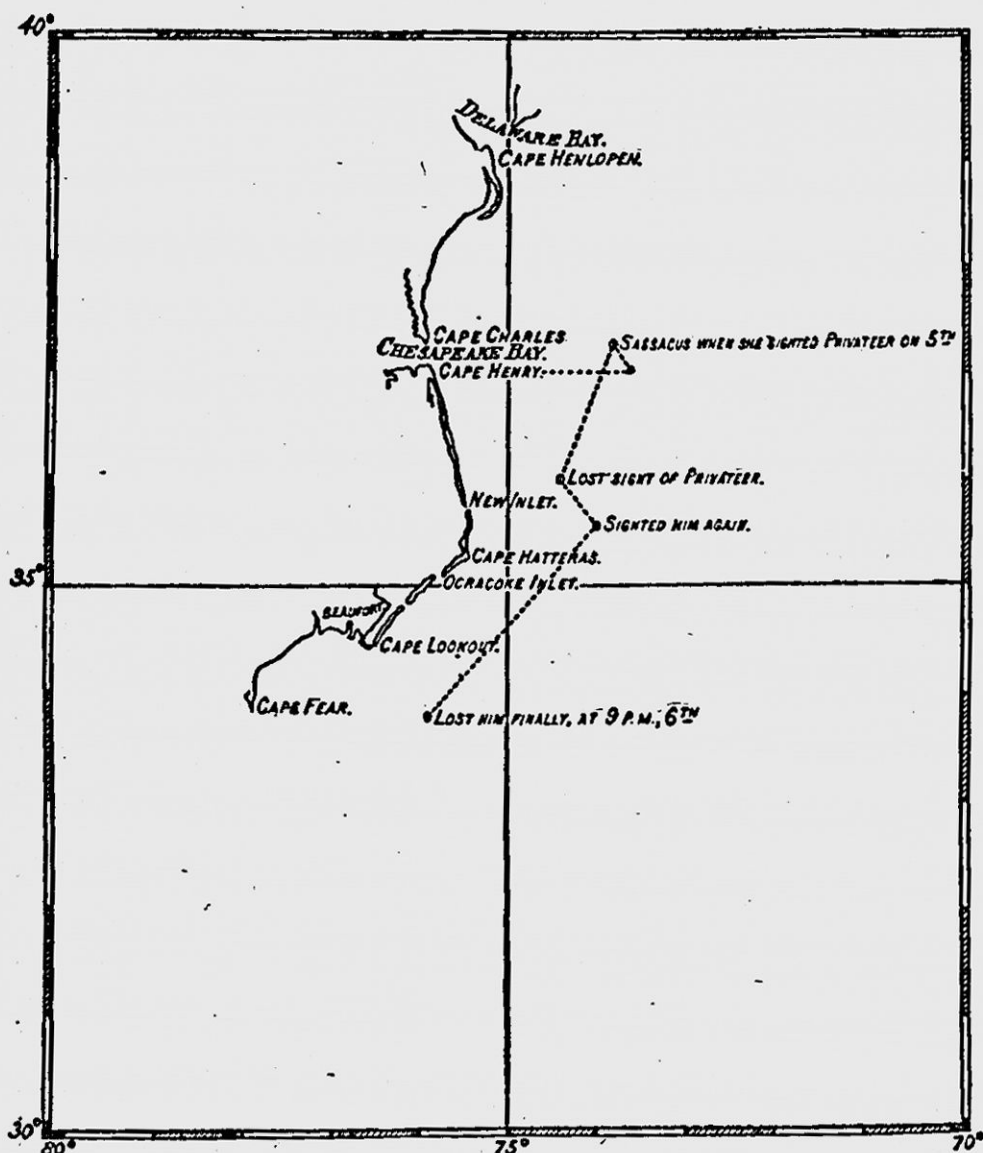 40°
DELAWARE BAY.
CAPE HENLOPEN.
CAPE CHARLES
SASSACUS WHEN SHE SIGHTED PRIVATEER ON 5TH
CHESAPEAKE BAY.
CAPE HENRY.
LOST SIGHT OF PRIVATEER.
NEW INLET.
SIGHTED HIM AGAIN.
CAPE HATTERAS.
35°
OCRACOKE INLET.
BEAUFORT
CAPE LOOKOUT.
CAPE FEAR.
LOST HIM FINALLY, AT 9 P.M., 6TH
30°
80°
75°
70°